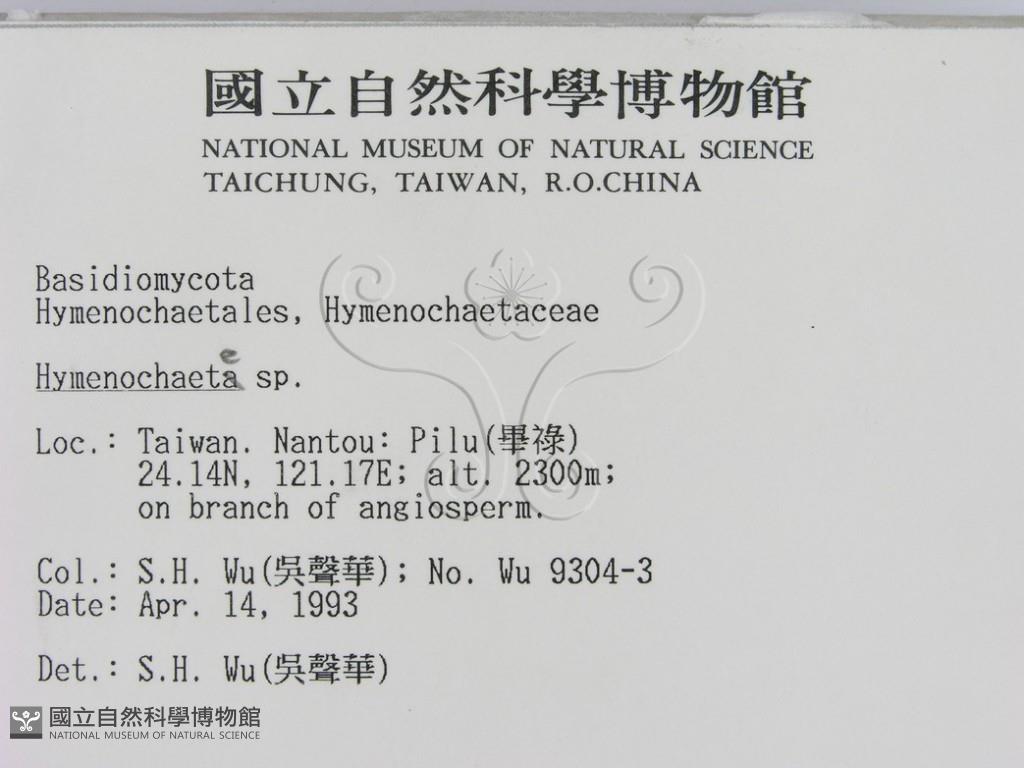 國立自然科學博物館
NATIONAL MUSEUM OF NATURAL SCIENCE
TAICHUNG, TAIWAN, R.O.CHINA
Basidiomycota
Hymenochaetales, Hymenochaetaceae
e
Hymenochaeta sp.
Loc.: Taiwan. Nantou: Pilu(畢祿)
24.14N, 121.17E; alt. 2300m;
on branch of angiosperm.
Col.: S.H. Wu(吳聲華); No. Wu 9304-3
Date: Apr. 14, 1993
Det.: S.H. Wu(吳聲華)
國立自然科學博物館
NATIONAL MUSEUM OF NATURAL SCIENCE